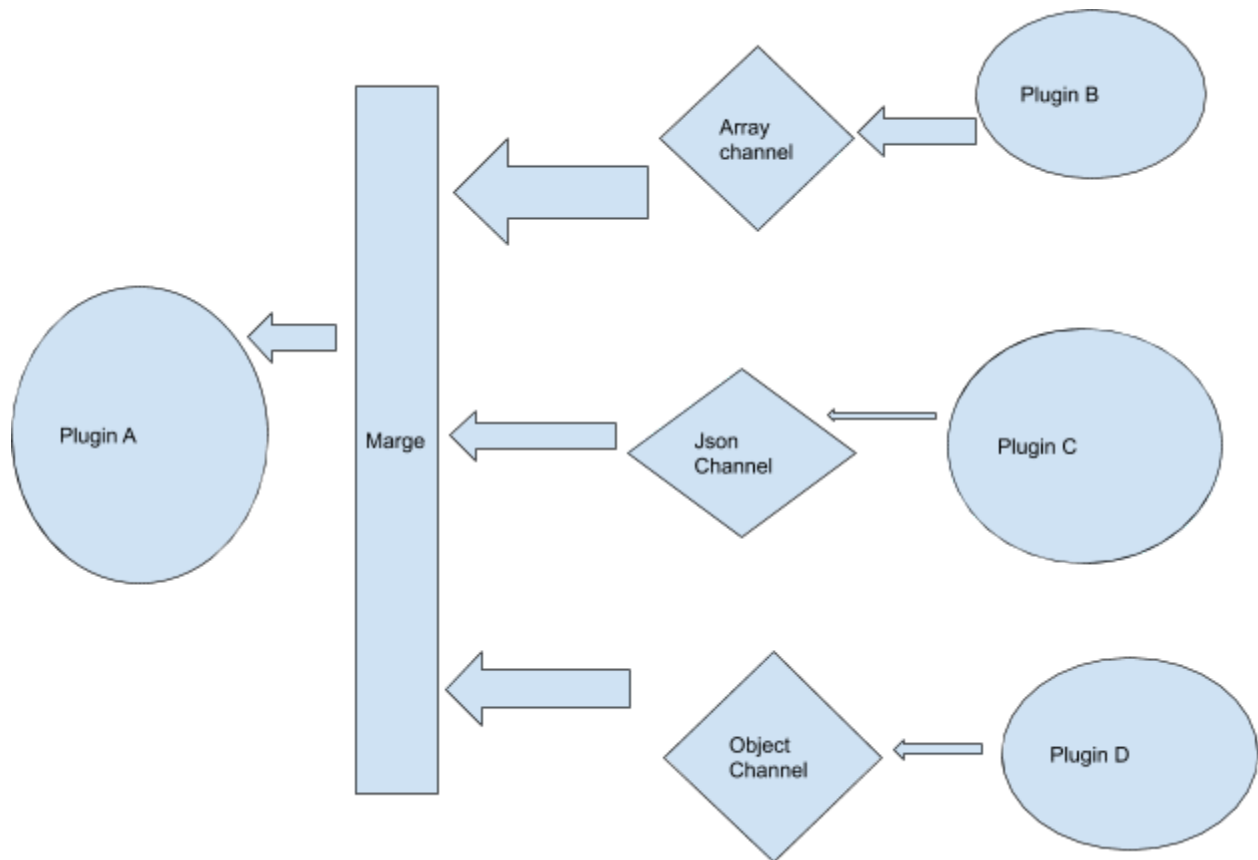 Plugin B
Array
channel
Plugin A
Marge
Json
Channel
Plugin C
Object
Channel
Plugin D